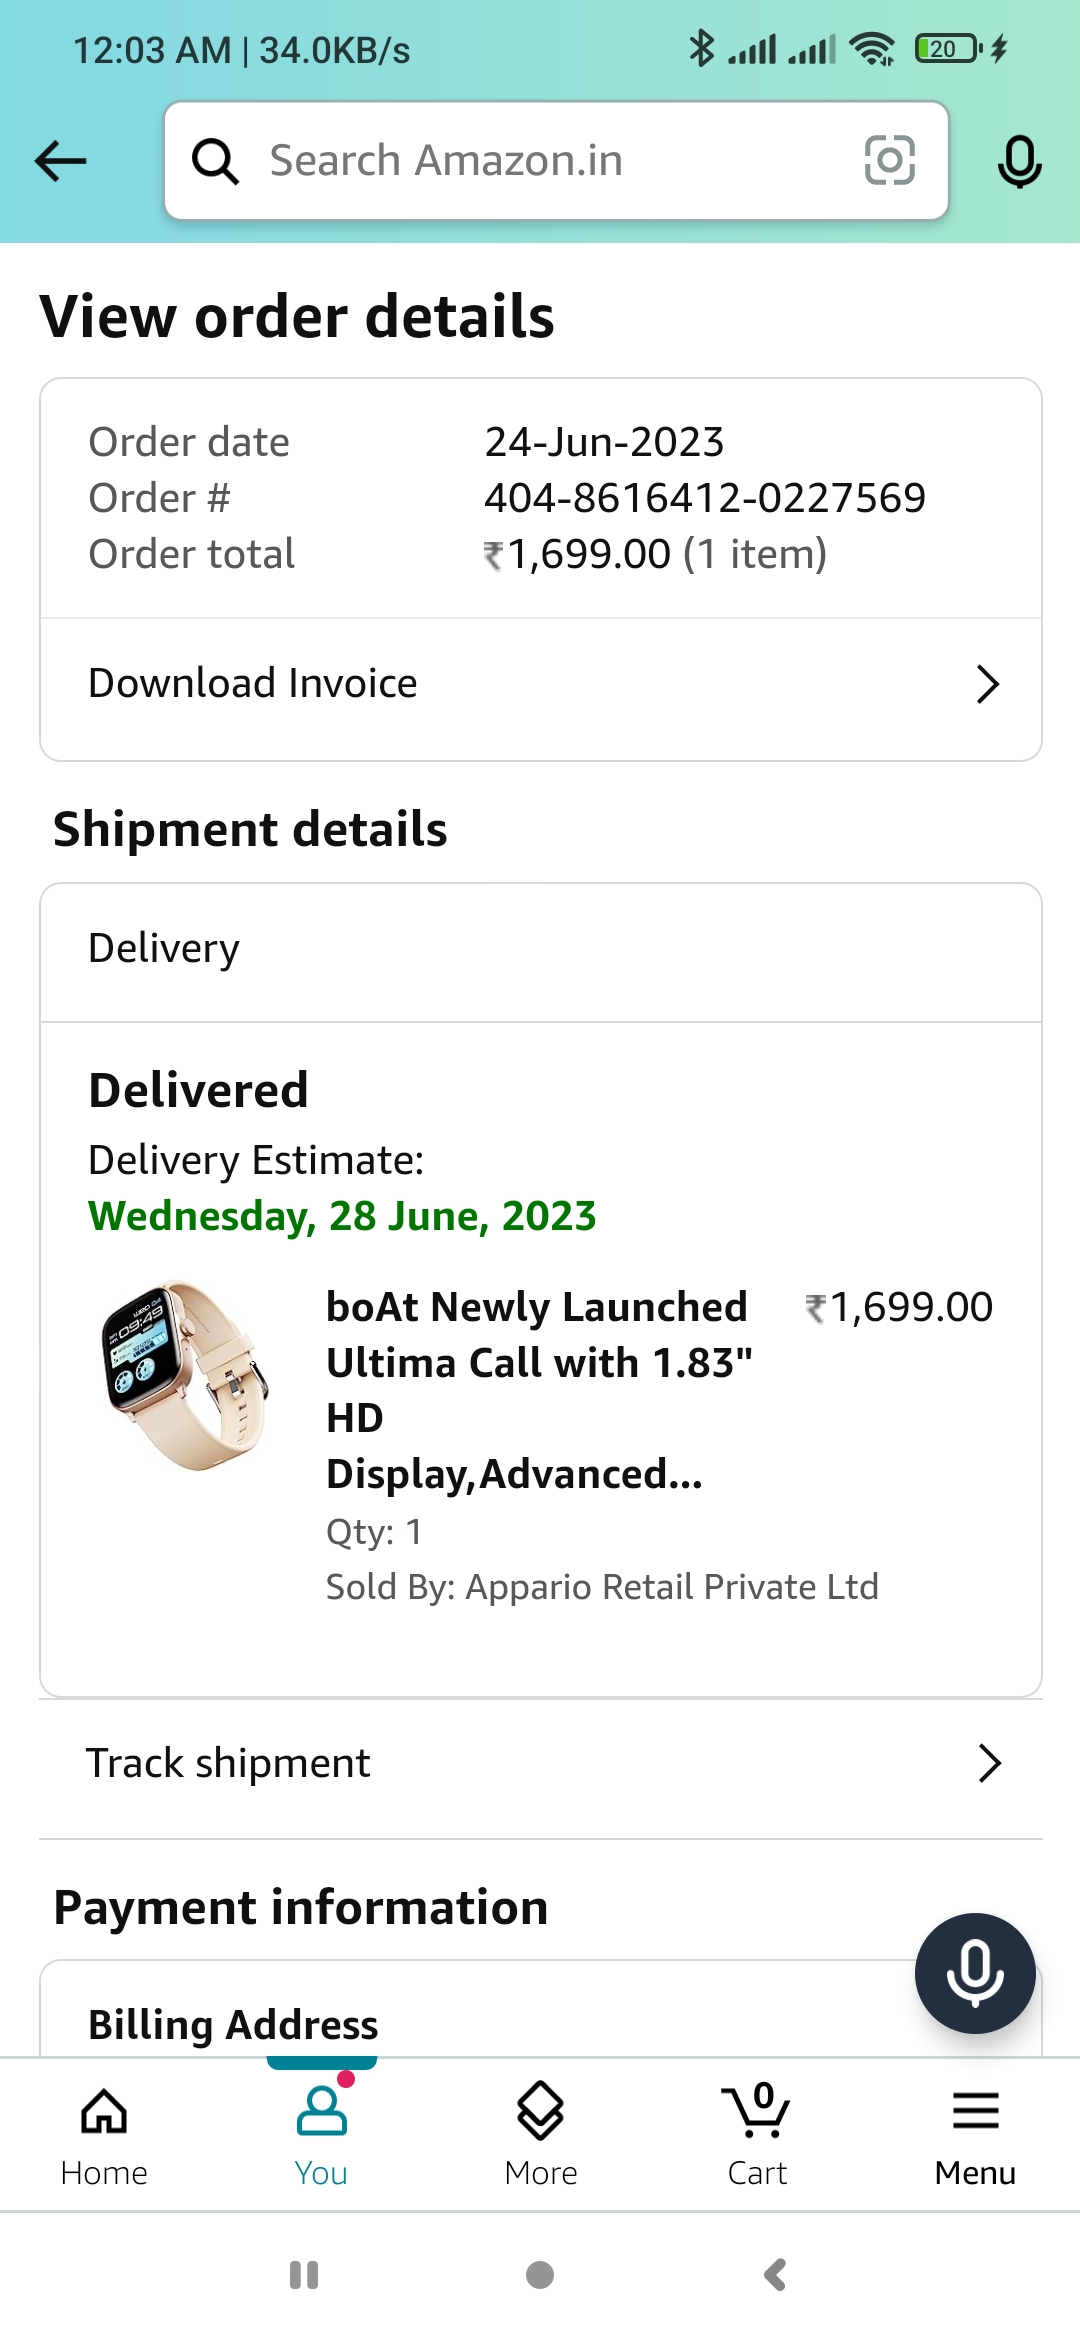 12:03 AM | 34.0KB/s
20
Search Amazon.in
View order details
Order date 24-Jun-2023
Order # 404-8616412-0227569
Order total ₹1,699.00 (1 item)
Download Invoice
Shipment details
Delivery
Delivered
Delivery Estimate:
Wednesday, 28 June, 2023
boAt Newly Launched ₹1,699.00
Ultima Call with 1.83"
HD
Display,Advanced...
Qty: 1
Sold By: Appario Retail Private Ltd
09:49
Track shipment
Payment information
Billing Address
0
Home You More Cart Menu